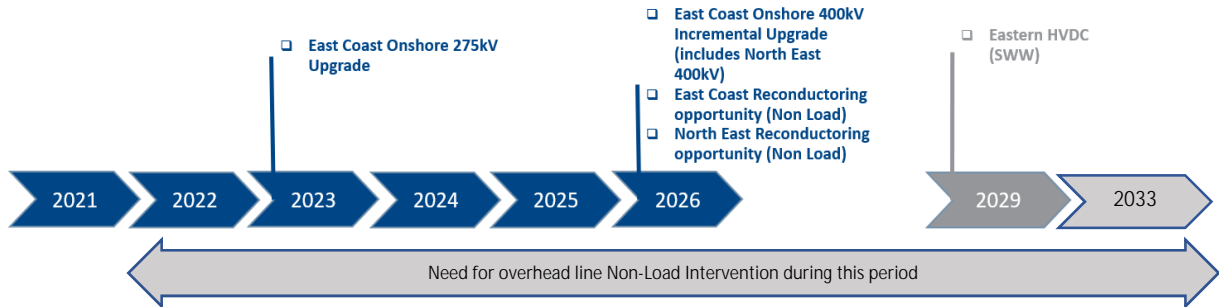 ❑ East Coast Onshore 275kV
Upgrade
❑ East Coast Onshore 400kV
Incremental Upgrade
(includes North East
400kV)
❑ East Coast Reconductoring
opportunity (Non Load)
❑ North East Reconductoring
opportunity (Non Load)
❑ Eastern HVDC
(SWW)
2021
2022
2023
2024
2025
2026
2029
2033
Need for overhead line Non-Load Intervention during this period